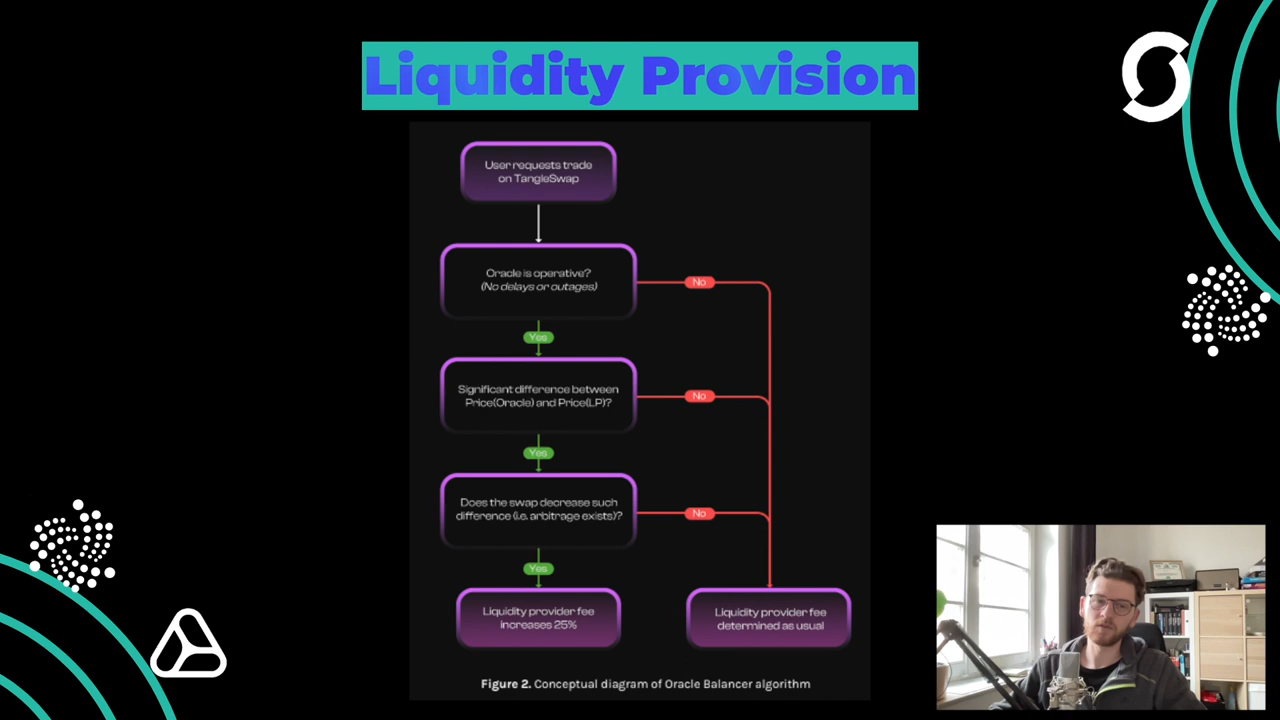 Liquidity Provision
User requests trade
on TangleSwap
Oracle is operative?
(No delays or outages)
No
Yes
Significant difference between
Price(Oracle) and Price(LP)?
No
Yes
Does the swap decrease such
difference (i.e. arbitrage exists)?
No
Yes
Liquidity provider fee
increases 25%
Liquidity provider fee
determined as usual
Figure 2. Conceptual diagram of Oracle Balancer algorithm